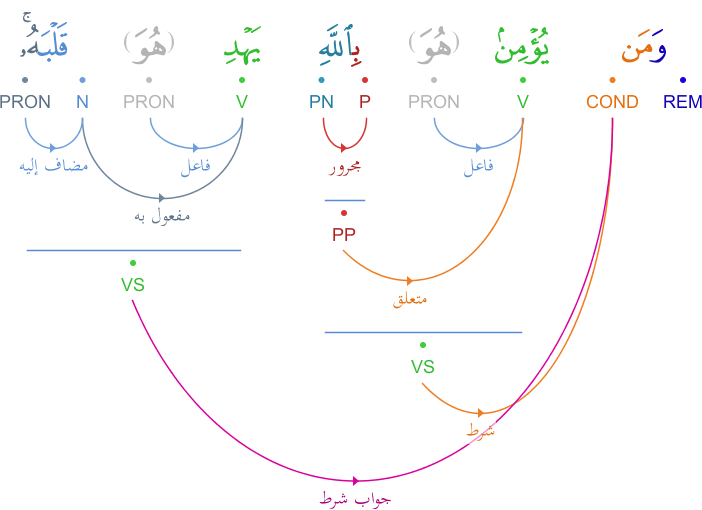 وَمَن يُؤْمِنۢ (هُوَ) بِٱللَّهِ يَهْدِ (هُوَ) قَلْبَهُۥ ۚ
REM COND V PRON P PN V PRON N PRON
فاعل مجرور فاعل مضاف إليه
مفعول به
PP
VS
متعلق
VS
شرط
جواب شرط